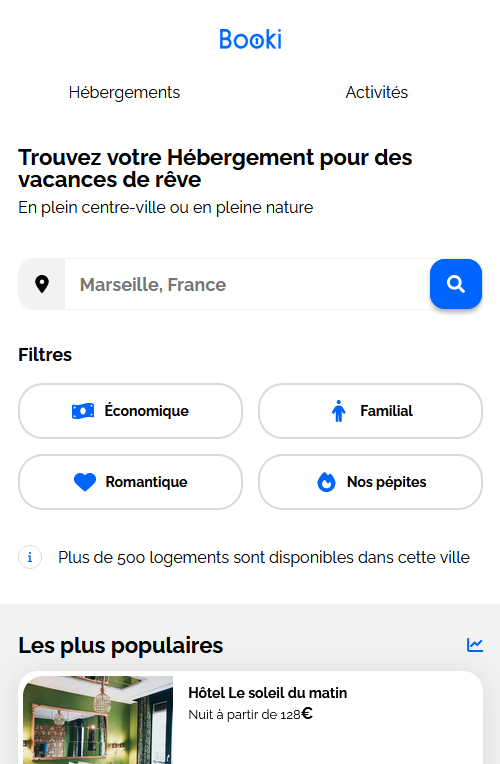 Booki
Hébergements
Activités
Trouvez votre Hébergement pour des
vacances de rêve
En plein centre-ville ou en pleine nature
Marseille, France
Filtres
Économique
Familial
Romantique
Nos pépites
i
Plus de 500 logements sont disponibles dans cette ville
Les plus populaires
Hôtel Le soleil du matin
Nuit à partir de 128€